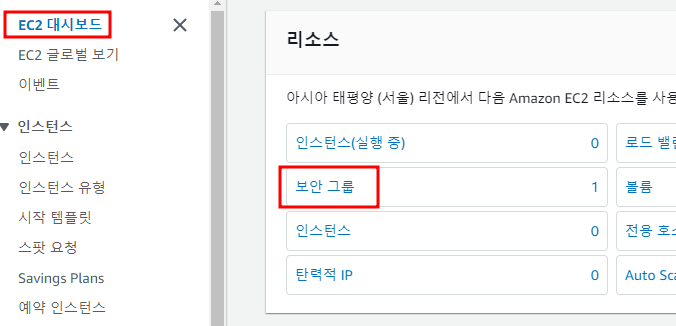 EC2 대시보드
EC2 글로벌 보기
이벤트
인스턴스
인스턴스
인스턴스 유형
시작 템플릿
스팟 요청
Savings Plans
예약 인스턴스
리소스
아시아 태평양 (서울) 리전에서 다음 Amazon EC2 리소스를 사용
인스턴스(실행 중) 0
로드 밸런
보안 그룹 1
볼륨
인스턴스 0
전용 호스
탄력적 IP 0
Auto Sca